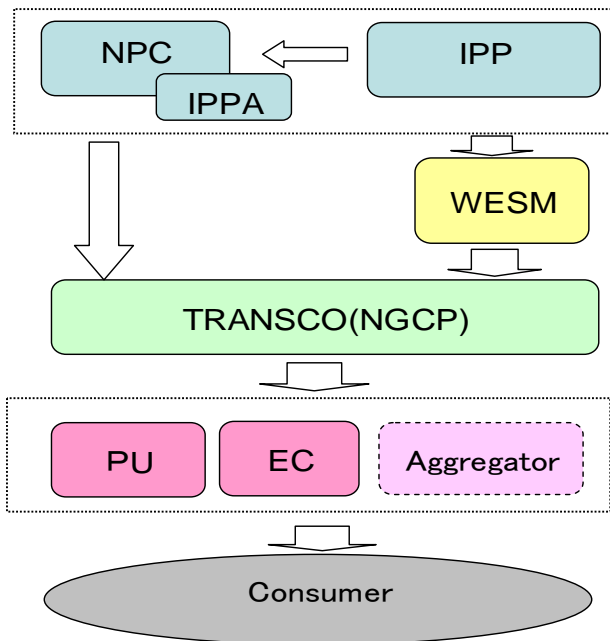 NPC
IPP
IPPA
WESM
TRANSCO(NGCP)
PU
EC
Aggregator
Consumer